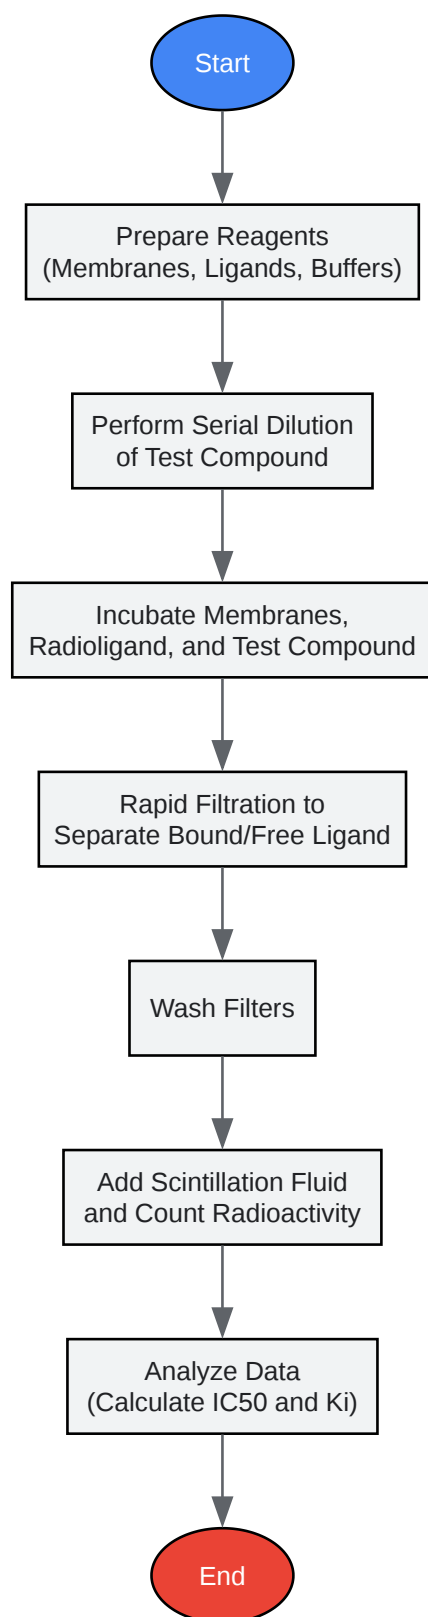 Start
Prepare Reagents
(Membranes, Ligands, Buffers)
Perform Serial Dilution
of Test Compound
Incubate Membranes,
Radioligand, and Test Compound
Rapid Filtration to
Separate Bound/Free Ligand
Wash Filters
Add Scintillation Fluid
and Count Radioactivity
Analyze Data
(Calculate IC50 and Ki)
End